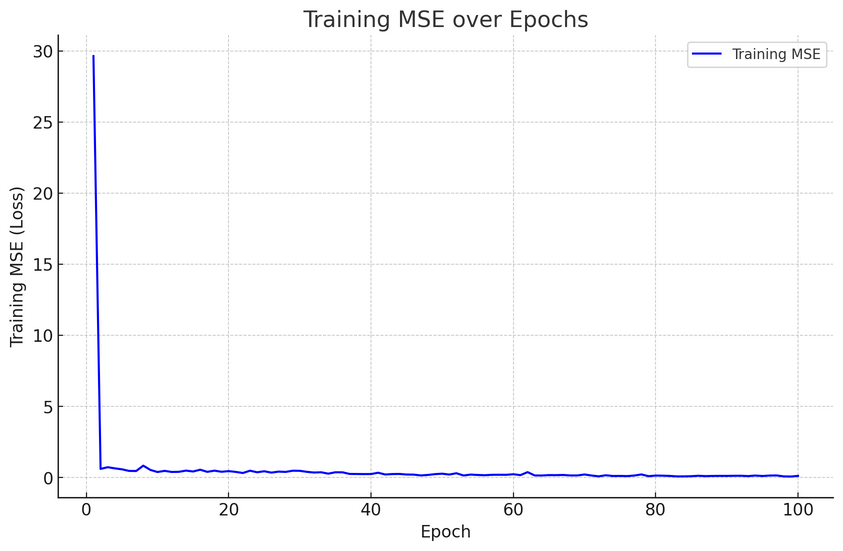 Training MSE over Epochs
Training MSE
Training MSE (Loss)
30
25
20
15
10
5
0
0 20 40 60 80 100
Epoch